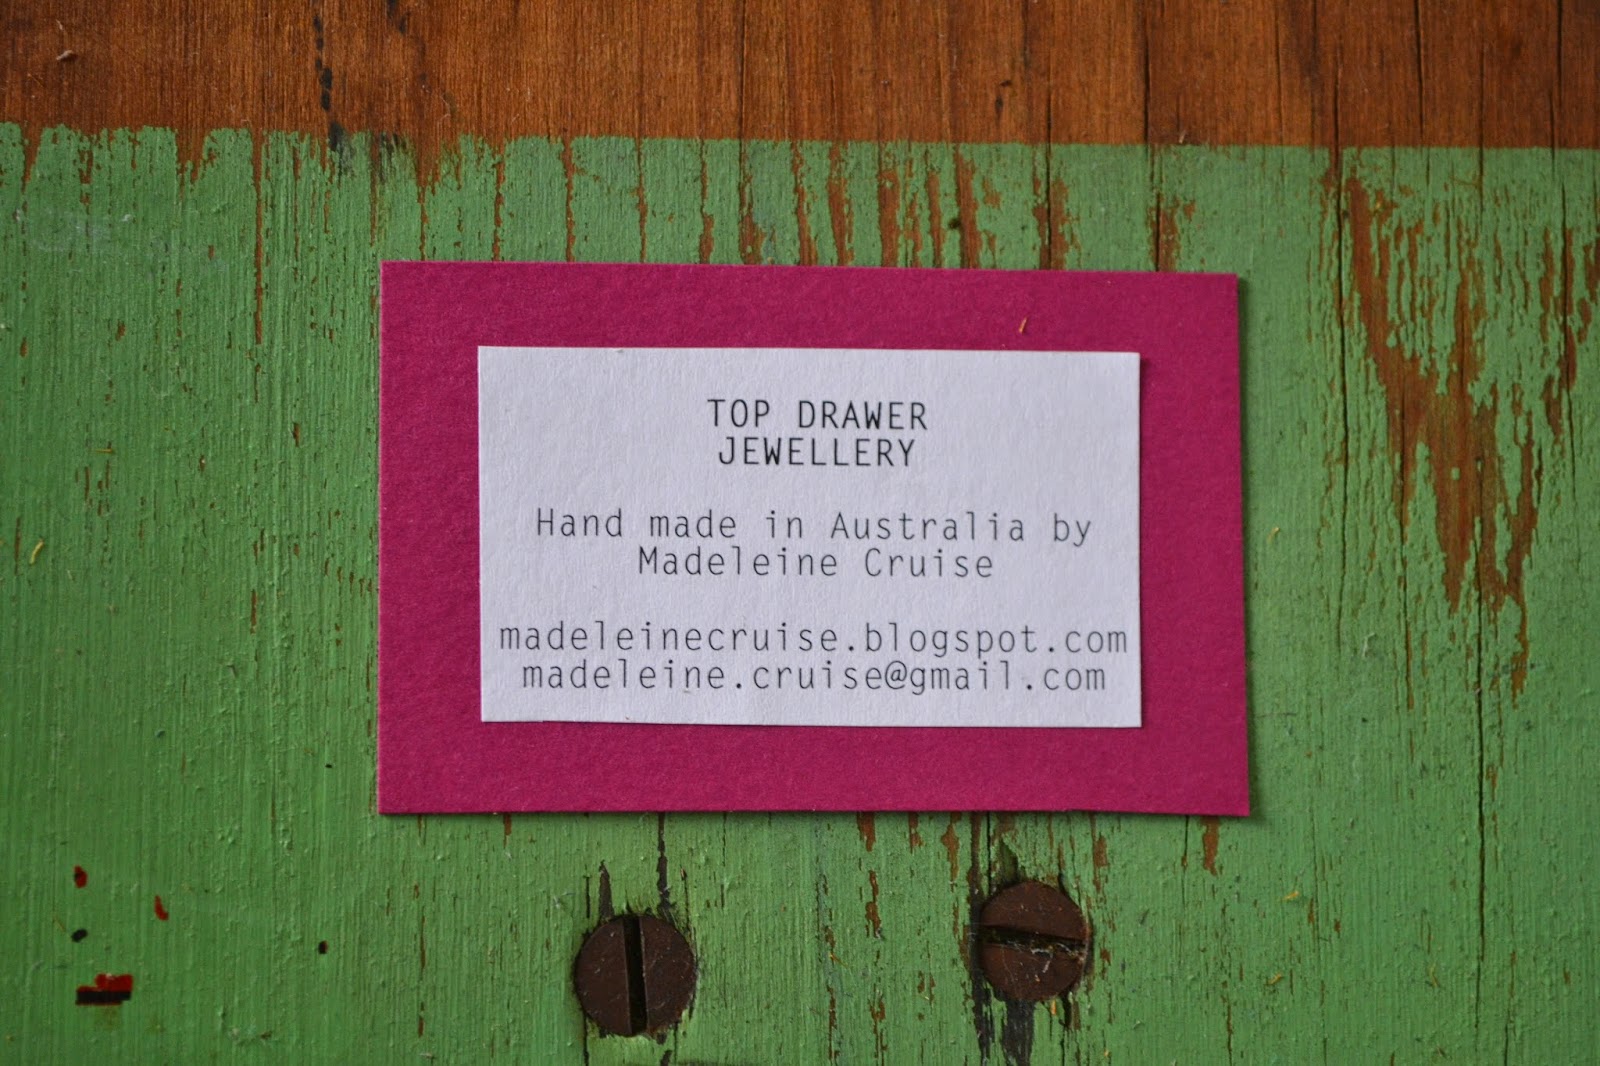 TOP DRAWER
JEWELLERY
Hand made in Australia by
Madeleine Cruise
madeleinecruise.blogspot.com
madeleine.cruise@gmail.com